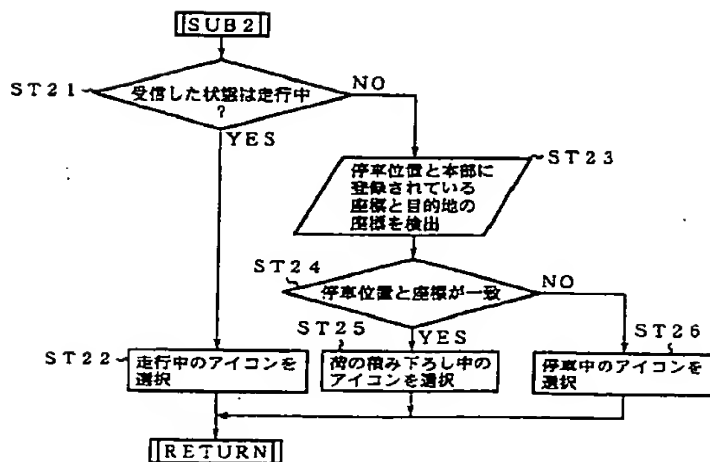 SUB2
ST21
受信した状態は走行中
?
NO
YES
ST23
停車位置と本部に
登録されている
座標と目的地の
座標を検出
ST24
停車位置と座標が一致
NO
YES
ST22
走行中のアイコンを
選択
ST25
荷の積み下ろし中の
アイコンを選択
ST26
停車中のアイコンを
選択
RETURN